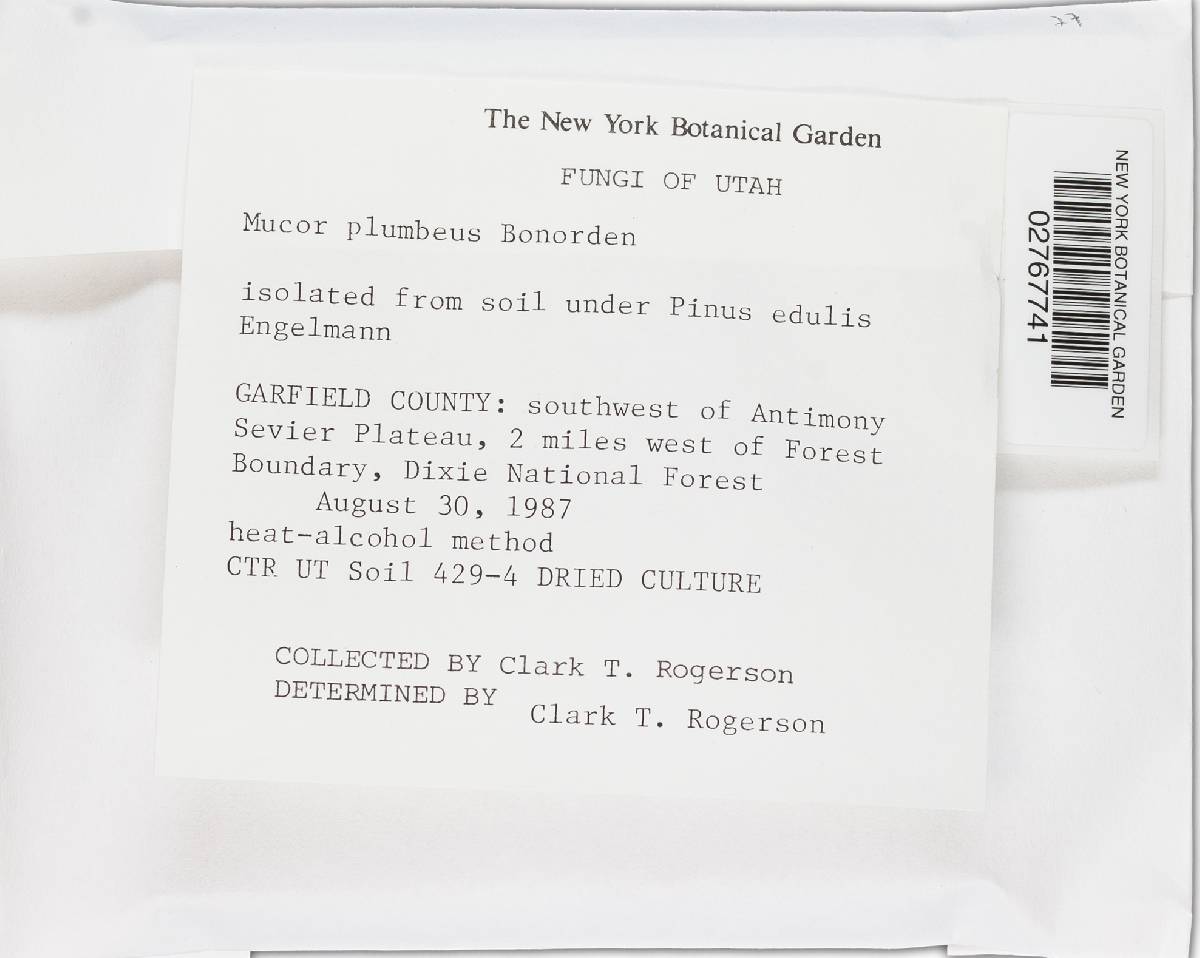 The New York Botanical Garden
FUNGI OF UTAH
Mucor plumbeus Bonorden
isolated from soil under Pinus edulis
Engelmann
GARFIELD COUNTY: southwest of Antimony
Sevier Plateau, 2 miles west of Forest
Boundary, Dixie National Forest
August 30, 1987
heat-alcohol method
CTR UT Soil 429-4 DRIED CULTURE
COLLECTED BY Clark T. Rogerson
DETERMINED BY
Clark T. Rogerson
NEW YORK BOTANICAL GARDEN
02767741